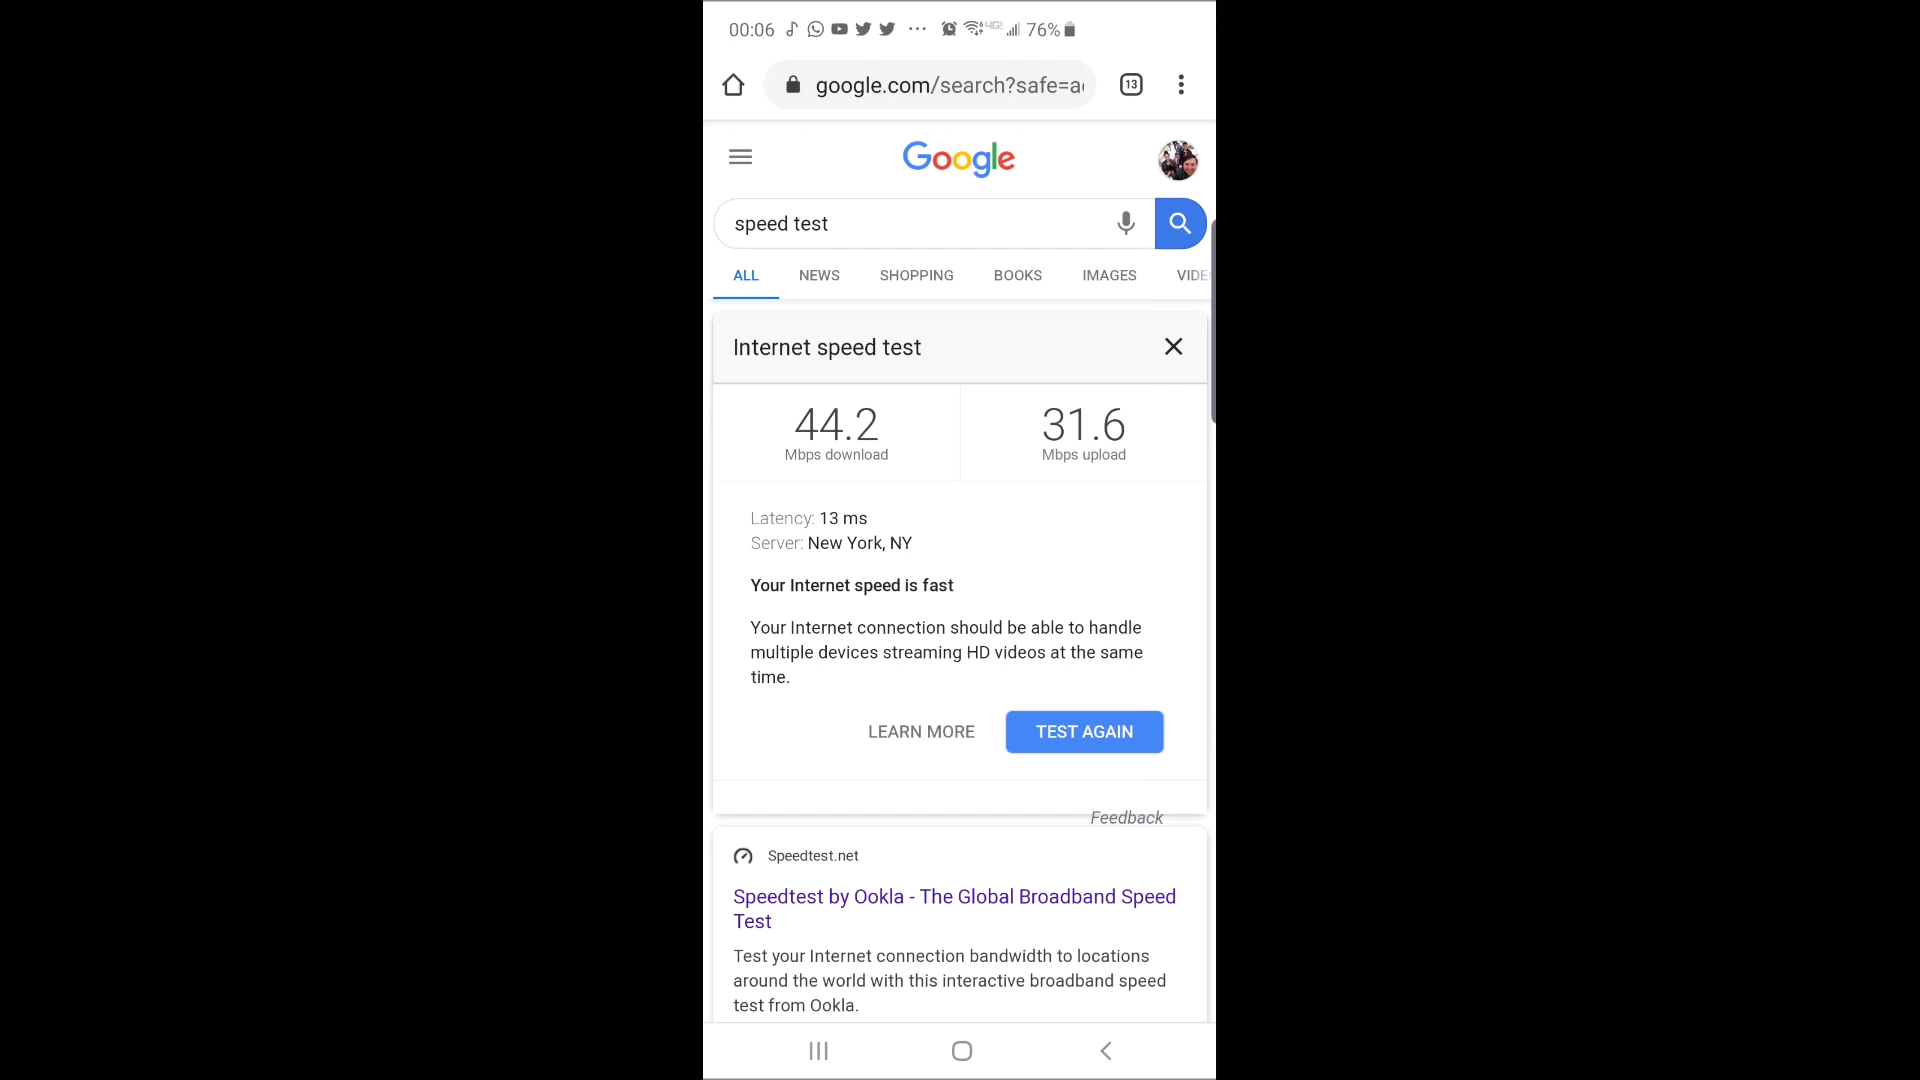 00:06 ... 76%
google.com/search?safe=a
13
Google
speed test
ALL NEWS SHOPPING BOOKS IMAGES VIDE
Internet speed test
44.2 31.6
Mbps download Mbps upload
Latency: 13 ms
Server: New York, NY
Your Internet speed is fast
Your Internet connection should be able to handle
multiple devices streaming HD videos at the same
time.
LEARN MORE TEST AGAIN
Feedback
Speedtest.net
Speedtest by Ookla - The Global Broadband Speed
Test
Test your Internet connection bandwidth to locations
around the world with this interactive broadband speed
test from Ookla.